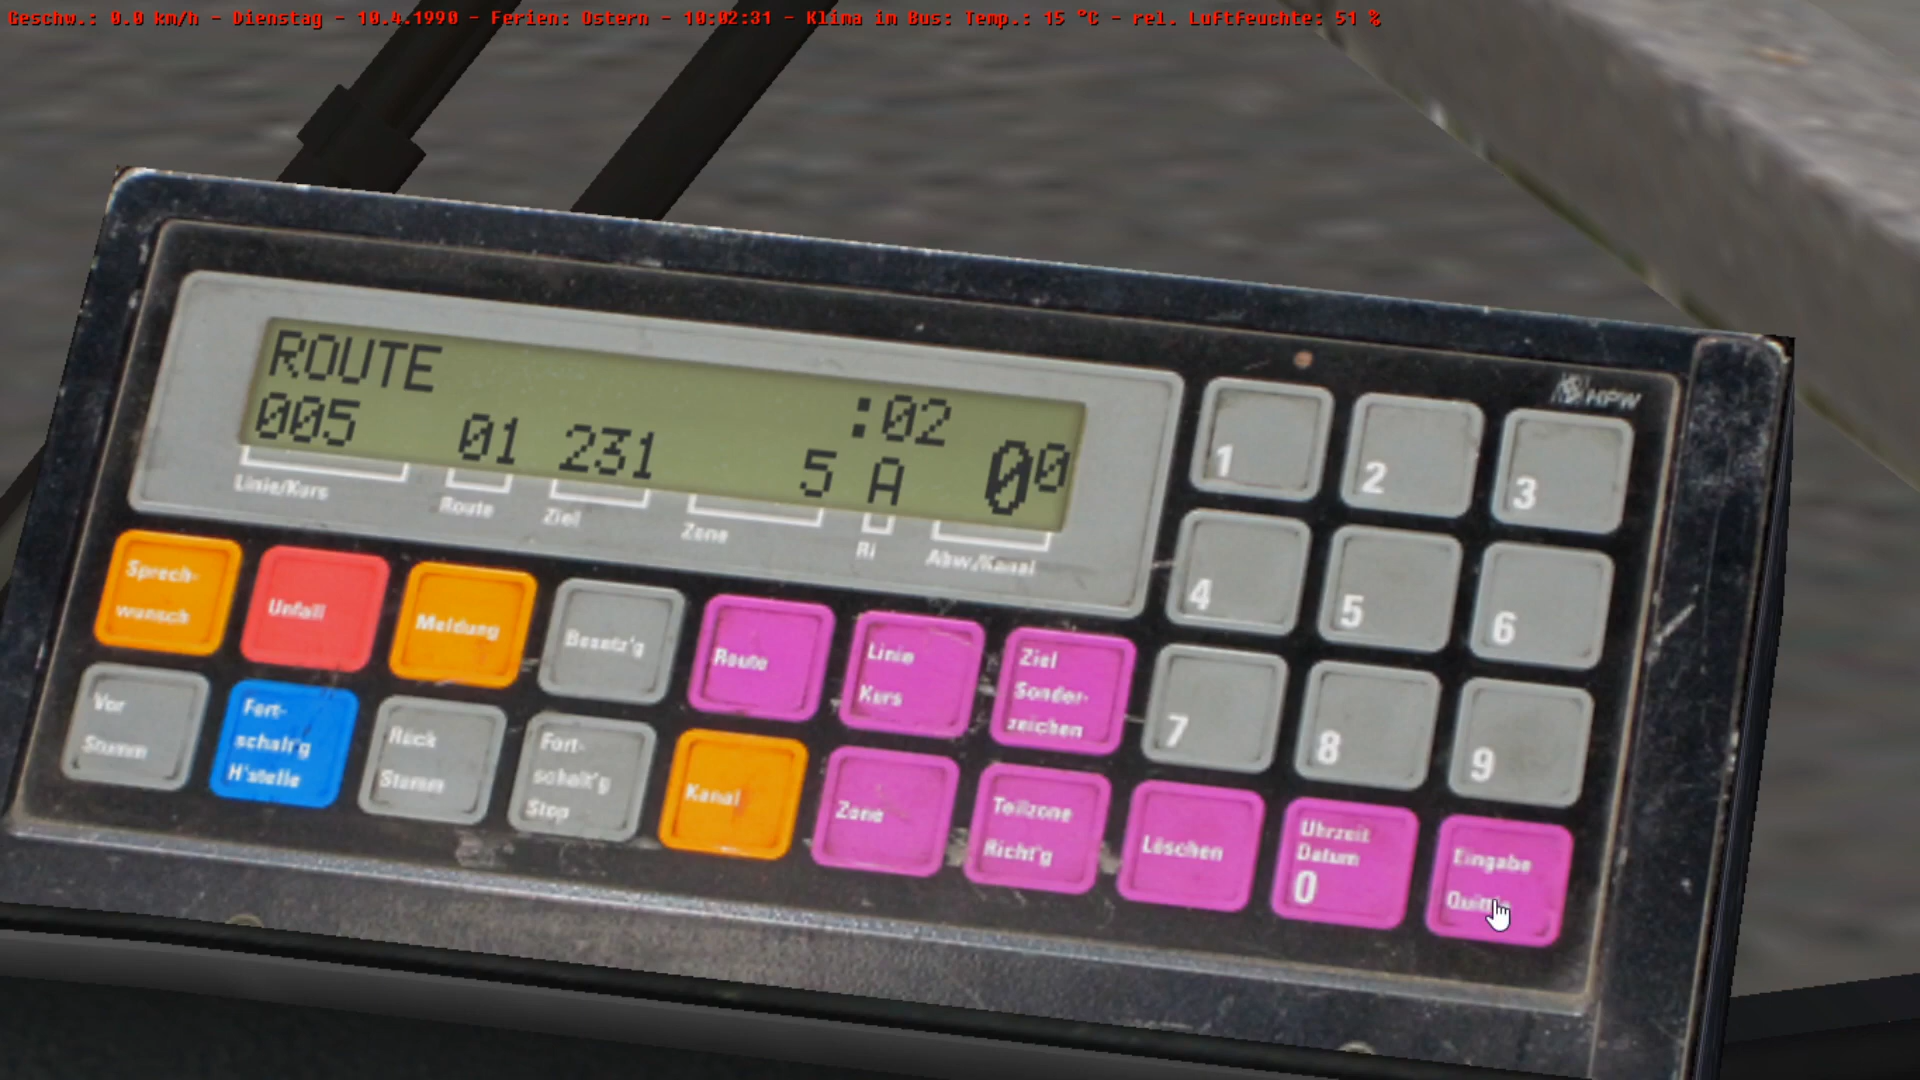 Geschw.: 0.0 km/h - Dienstag - 10.4.1990 - Ferien: Ostern - 10:02:31 - Klima im Bus: Temp.: 15 °C - rel. Luftfeuchte: 51 %
ROUTE :02
005 01 231 5 A 00
Linie/Kurs Route Ziel Zone Ri Abw./Kanal
1 2 3
4 5 6
7 8 9
Sprech-
wunsch
Unfall
Meldung
Besetz'g
Route
Linie
Kurs
Ziel
Sonder-
zeichen
Vor
Stumm
Fort-
schalt'g
H'stelle
Rück
Stumm
Fort-
schalt'g
Stop
Kanal
Zone
Teilzone
Richt'g
Löschen
Uhrzeit
Datum
0
Eingabe